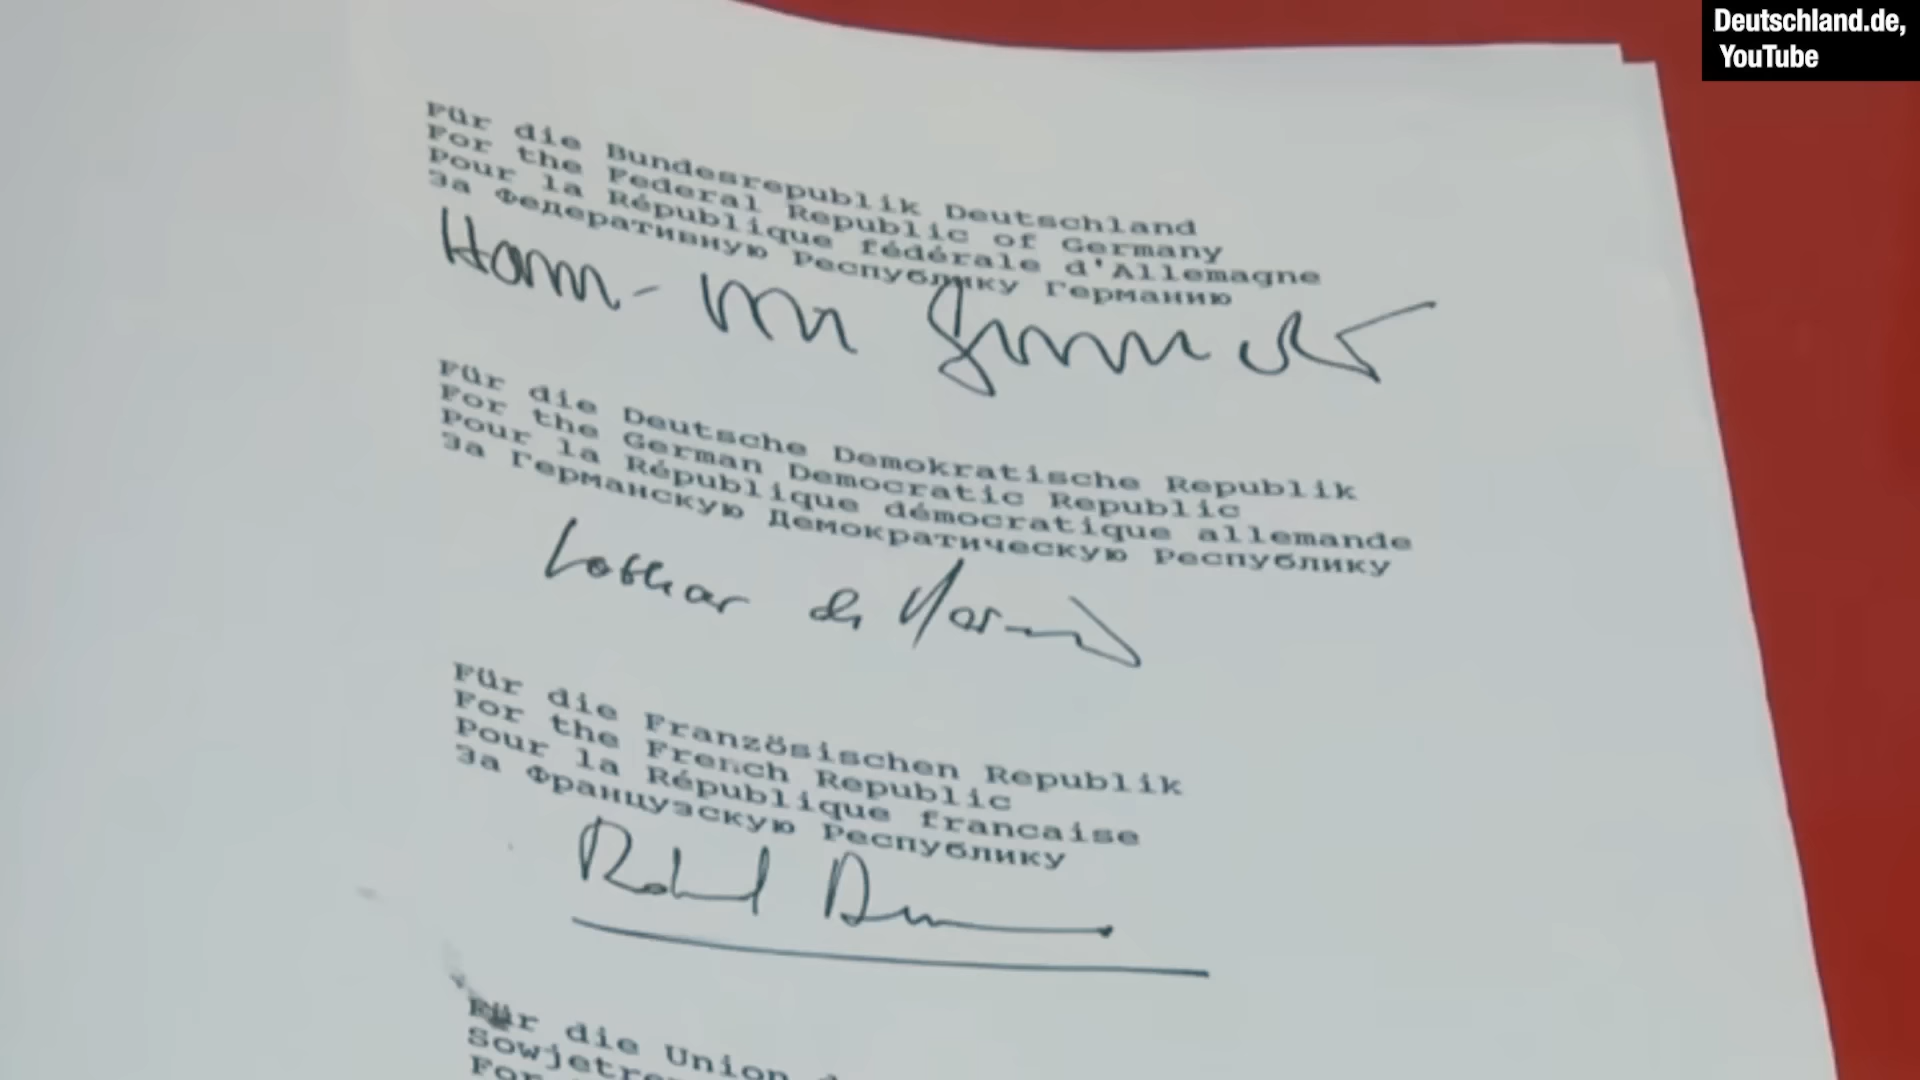 Deutschland.de,
YouTube
Für die Bundesrepublik Deutschland
For the Federal Republic of Germany
Pour la République fédérale d'Allemagne
За Федеративную Республику Германию
Für die Deutsche Demokratische Republik
For the German Democratic Republic
Pour la République démocratique allemande
За Германскую Демократическую Республику
Lothar de
Für die Französischen Republik
For the French Republic
Pour la République francaise
За Французскую Республику
Für die Union
Sowjetre
For